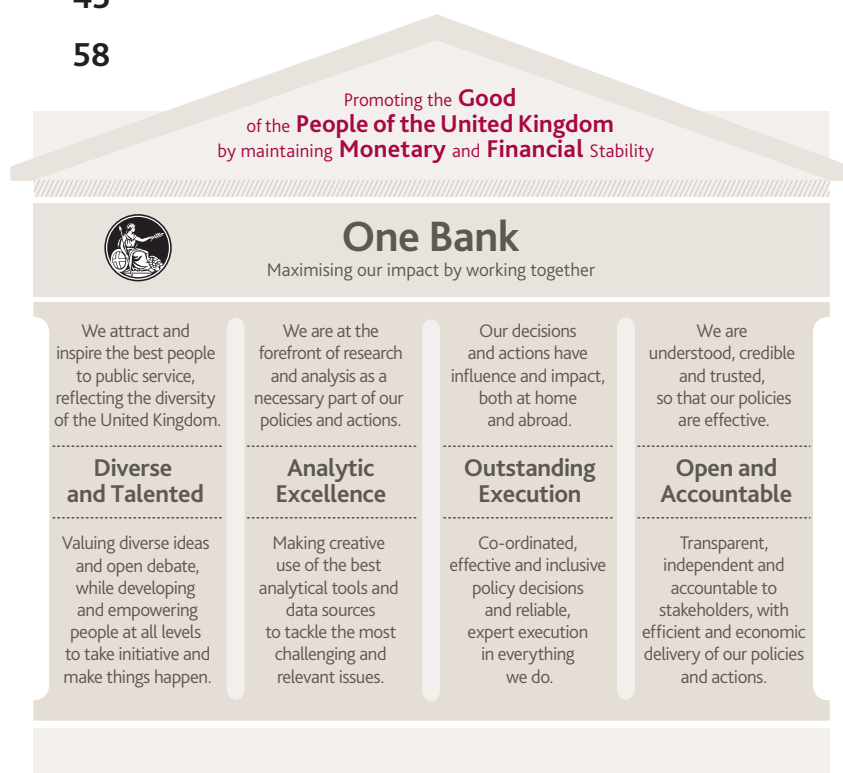 45
58
Promoting the Good
of the People of the United Kingdom
by maintaining Monetary and Financial Stability
One Bank
Maximising our impact by working together
We attract and
inspire the best people
to public service,
reflecting the diversity
of the United Kingdom.
Diverse
and Talented
Valuing diverse ideas
and open debate,
while developing
and empowering
people at all levels
to take initiative and
make things happen.
We are at the
forefront of research
and analysis as a
necessary part of our
policies and actions.
Analytic
Excellence
Making creative
use of the best
analytical tools and
data sources
to tackle the most
challenging and
relevant issues.
Our decisions
and actions have
influence and impact,
both at home
and abroad.
Outstanding
Execution
Co-ordinated,
effective and inclusive
policy decisions
and reliable,
expert execution
in everything
we do.
We are
understood, credible
and trusted,
so that our policies
are effective.
Open and
Accountable
Transparent,
independent and
accountable to
stakeholders, with
efficient and economic
delivery of our policies
and actions.